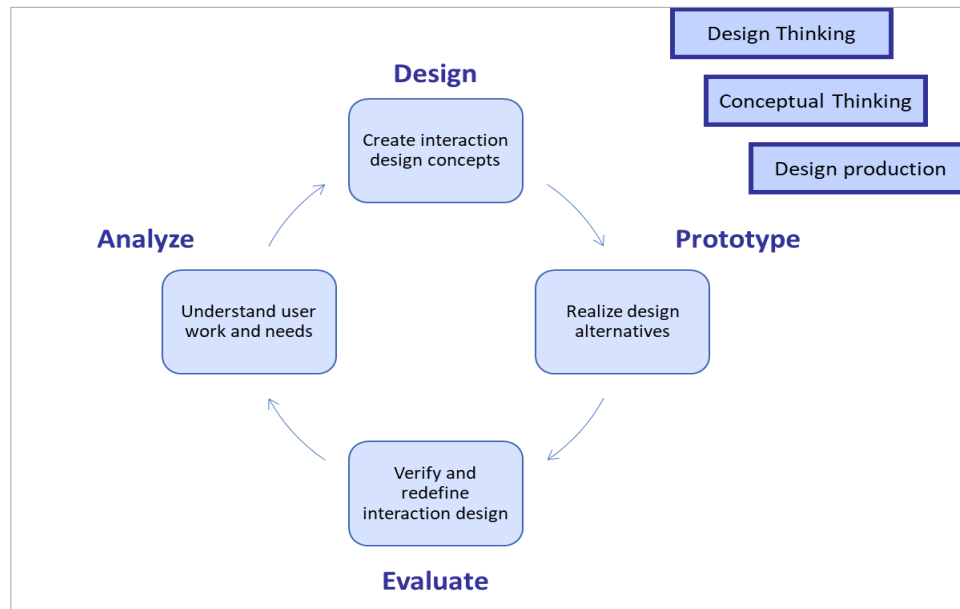 Design Thinking
Design
Conceptual Thinking
Create interaction
design concepts
Design production
Analyze
Prototype
Understand user
work and needs
Realize design
alternatives
Verify and
redefine
interaction design
Evaluate